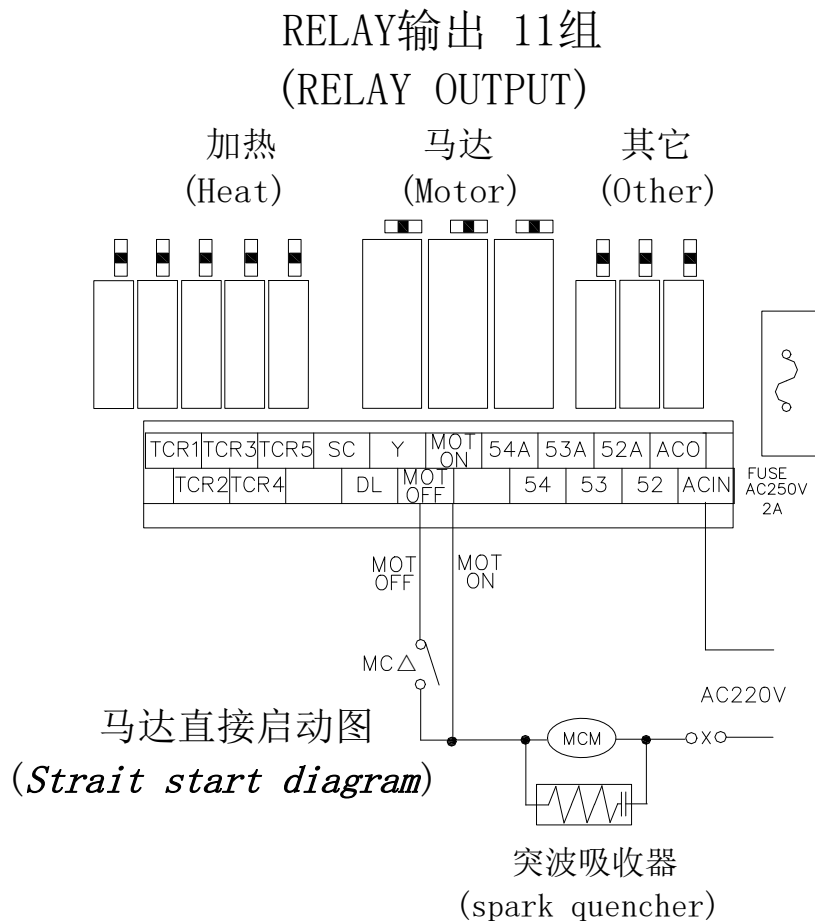 RELAY输出 11组
(RELAY OUTPUT)
加热 马达 其它
(Heat) (Motor) (Other)
TCR1 TCR3 TCR5 SC Y MOT ON 54A 53A 52A ACO
TCR2 TCR4 DL MOT OFF 54 53 52 ACIN
FUSE
AC250V
2A
MOT
OFF
MOT
ON
MC△
AC220V
马达直接启动图
(Strait start diagram)
MCM
X
突波吸收器
(spark quencher)